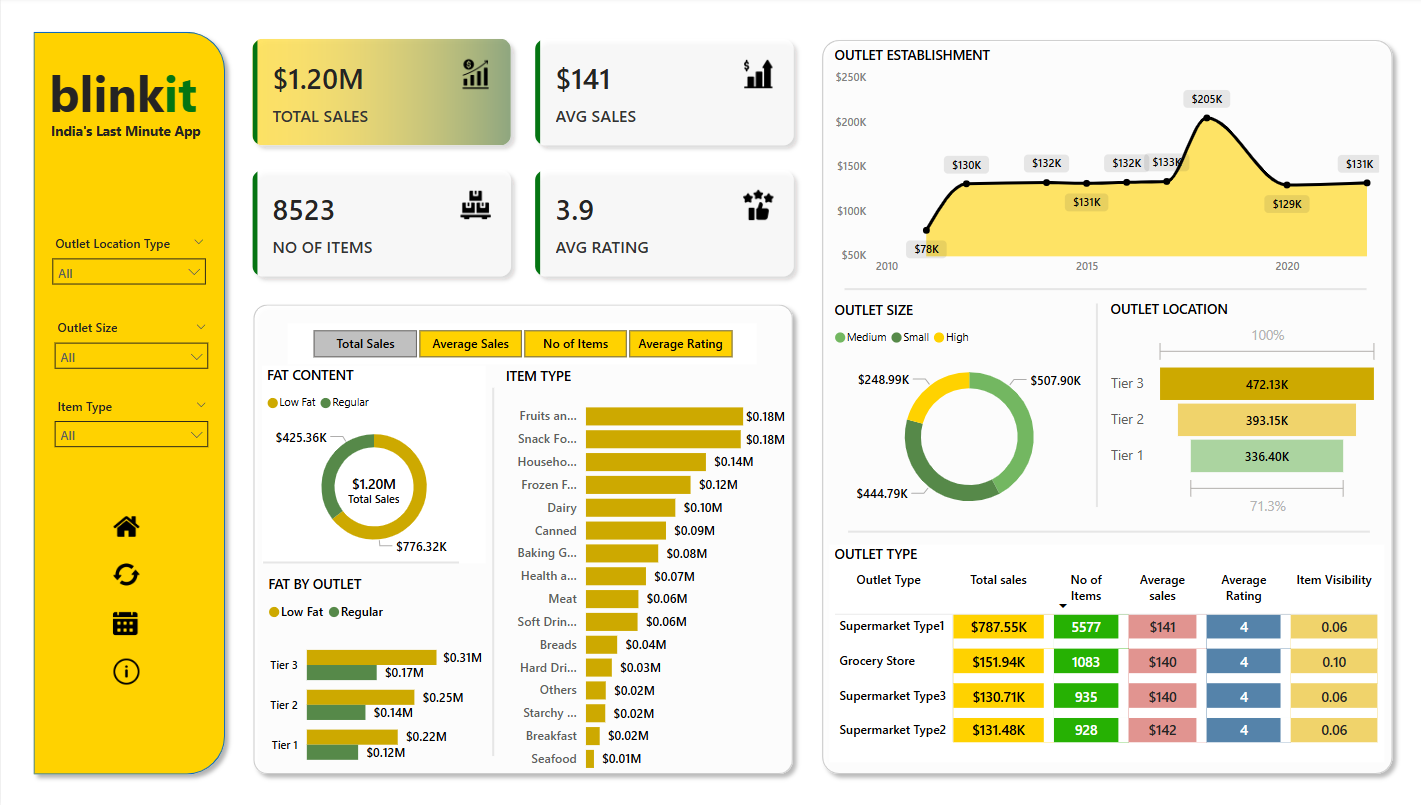 blinkit
India's Last Minute App
Outlet Location Type
All
Outlet Size
All
Item Type
All
$1.20M
TOTAL SALES
$141
AVG SALES
8523
NO OF ITEMS
3.9
AVG RATING
Total Sales Average Sales No of Items Average Rating
FAT CONTENT
Low Fat Regular
$425.36K
$1.20M
Total Sales
$776.32K
FAT BY OUTLET
Low Fat Regular
Tier 3 $0.31M
$0.17M
Tier 2 $0.25M
$0.14M
Tier 1 $0.22M
$0.12M
ITEM TYPE
Fruits an... $0.18M
Snack Fo... $0.18M
Househo... $0.14M
Frozen F... $0.12M
Dairy $0.10M
Canned $0.09M
Baking G... $0.08M
Health a... $0.07M
Meat $0.06M
Soft Drin... $0.06M
Breads $0.04M
Hard Dri... $0.03M
Others $0.02M
Starchy ... $0.02M
Breakfast $0.02M
Seafood $0.01M
OUTLET ESTABLISHMENT
$250K
$200K
$150K
$100K
$50K
$78K
$130K
$132K
$131K
$132K
$133K
$205K
$129K
$131K
2010 2015 2020
OUTLET SIZE
Medium Small High
$248.99K
$507.90K
$444.79K
OUTLET LOCATION
100%
Tier 3 472.13K
Tier 2 393.15K
Tier 1 336.40K
71.3%
OUTLET TYPE
Outlet Type Total sales No of Items Average sales Average Rating Item Visibility
Supermarket Type1 $787.55K 5577 $141 4 0.06
Grocery Store $151.94K 1083 $140 4 0.10
Supermarket Type3 $130.71K 935 $140 4 0.06
Supermarket Type2 $131.48K 928 $142 4 0.06